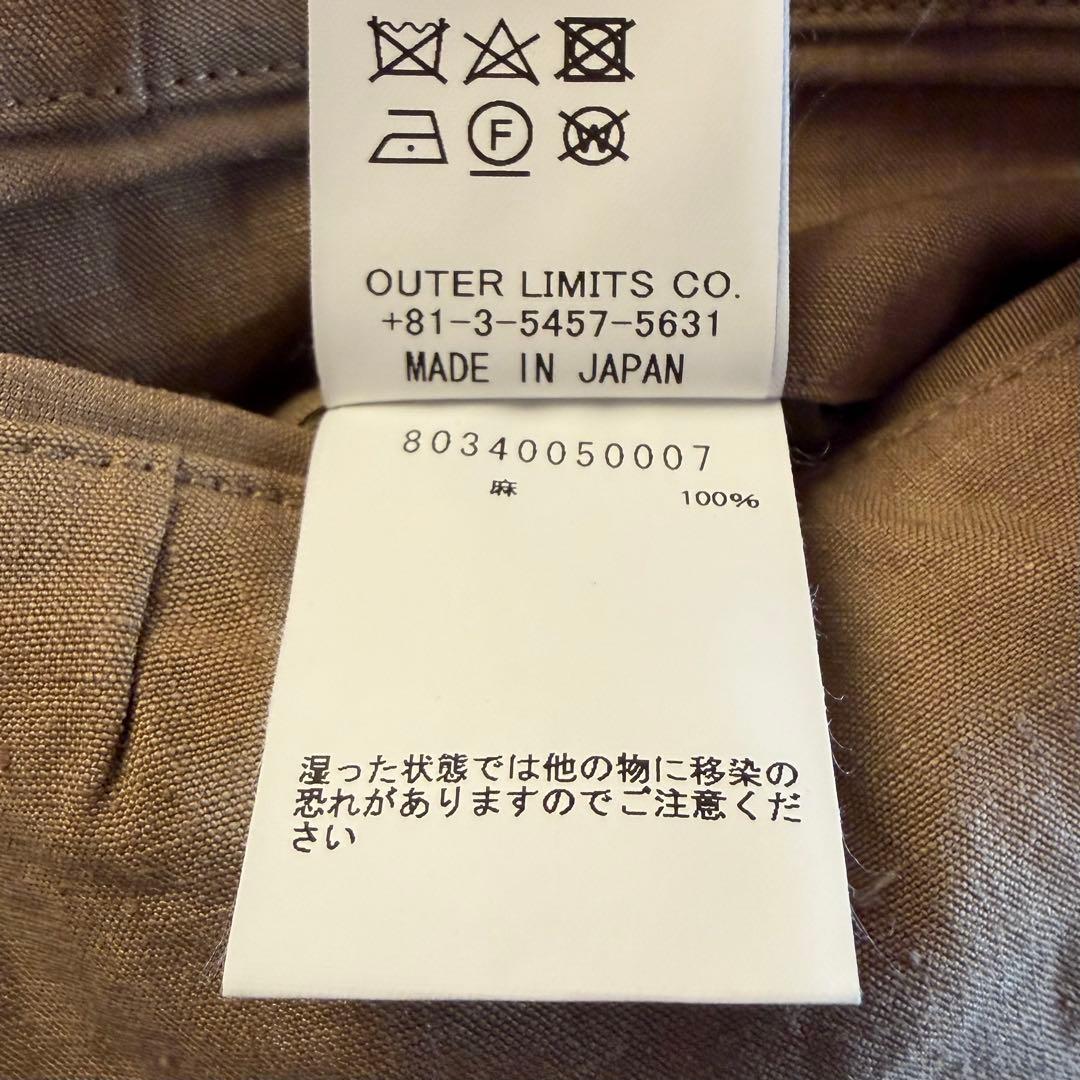 F
W
OUTER LIMITS CO.
+81-3-5457-5631
MADE IN JAPAN
80340050007
麻 100%
湿った状態では他の物に移染の
恐れがありますのでご注意くだ
さい